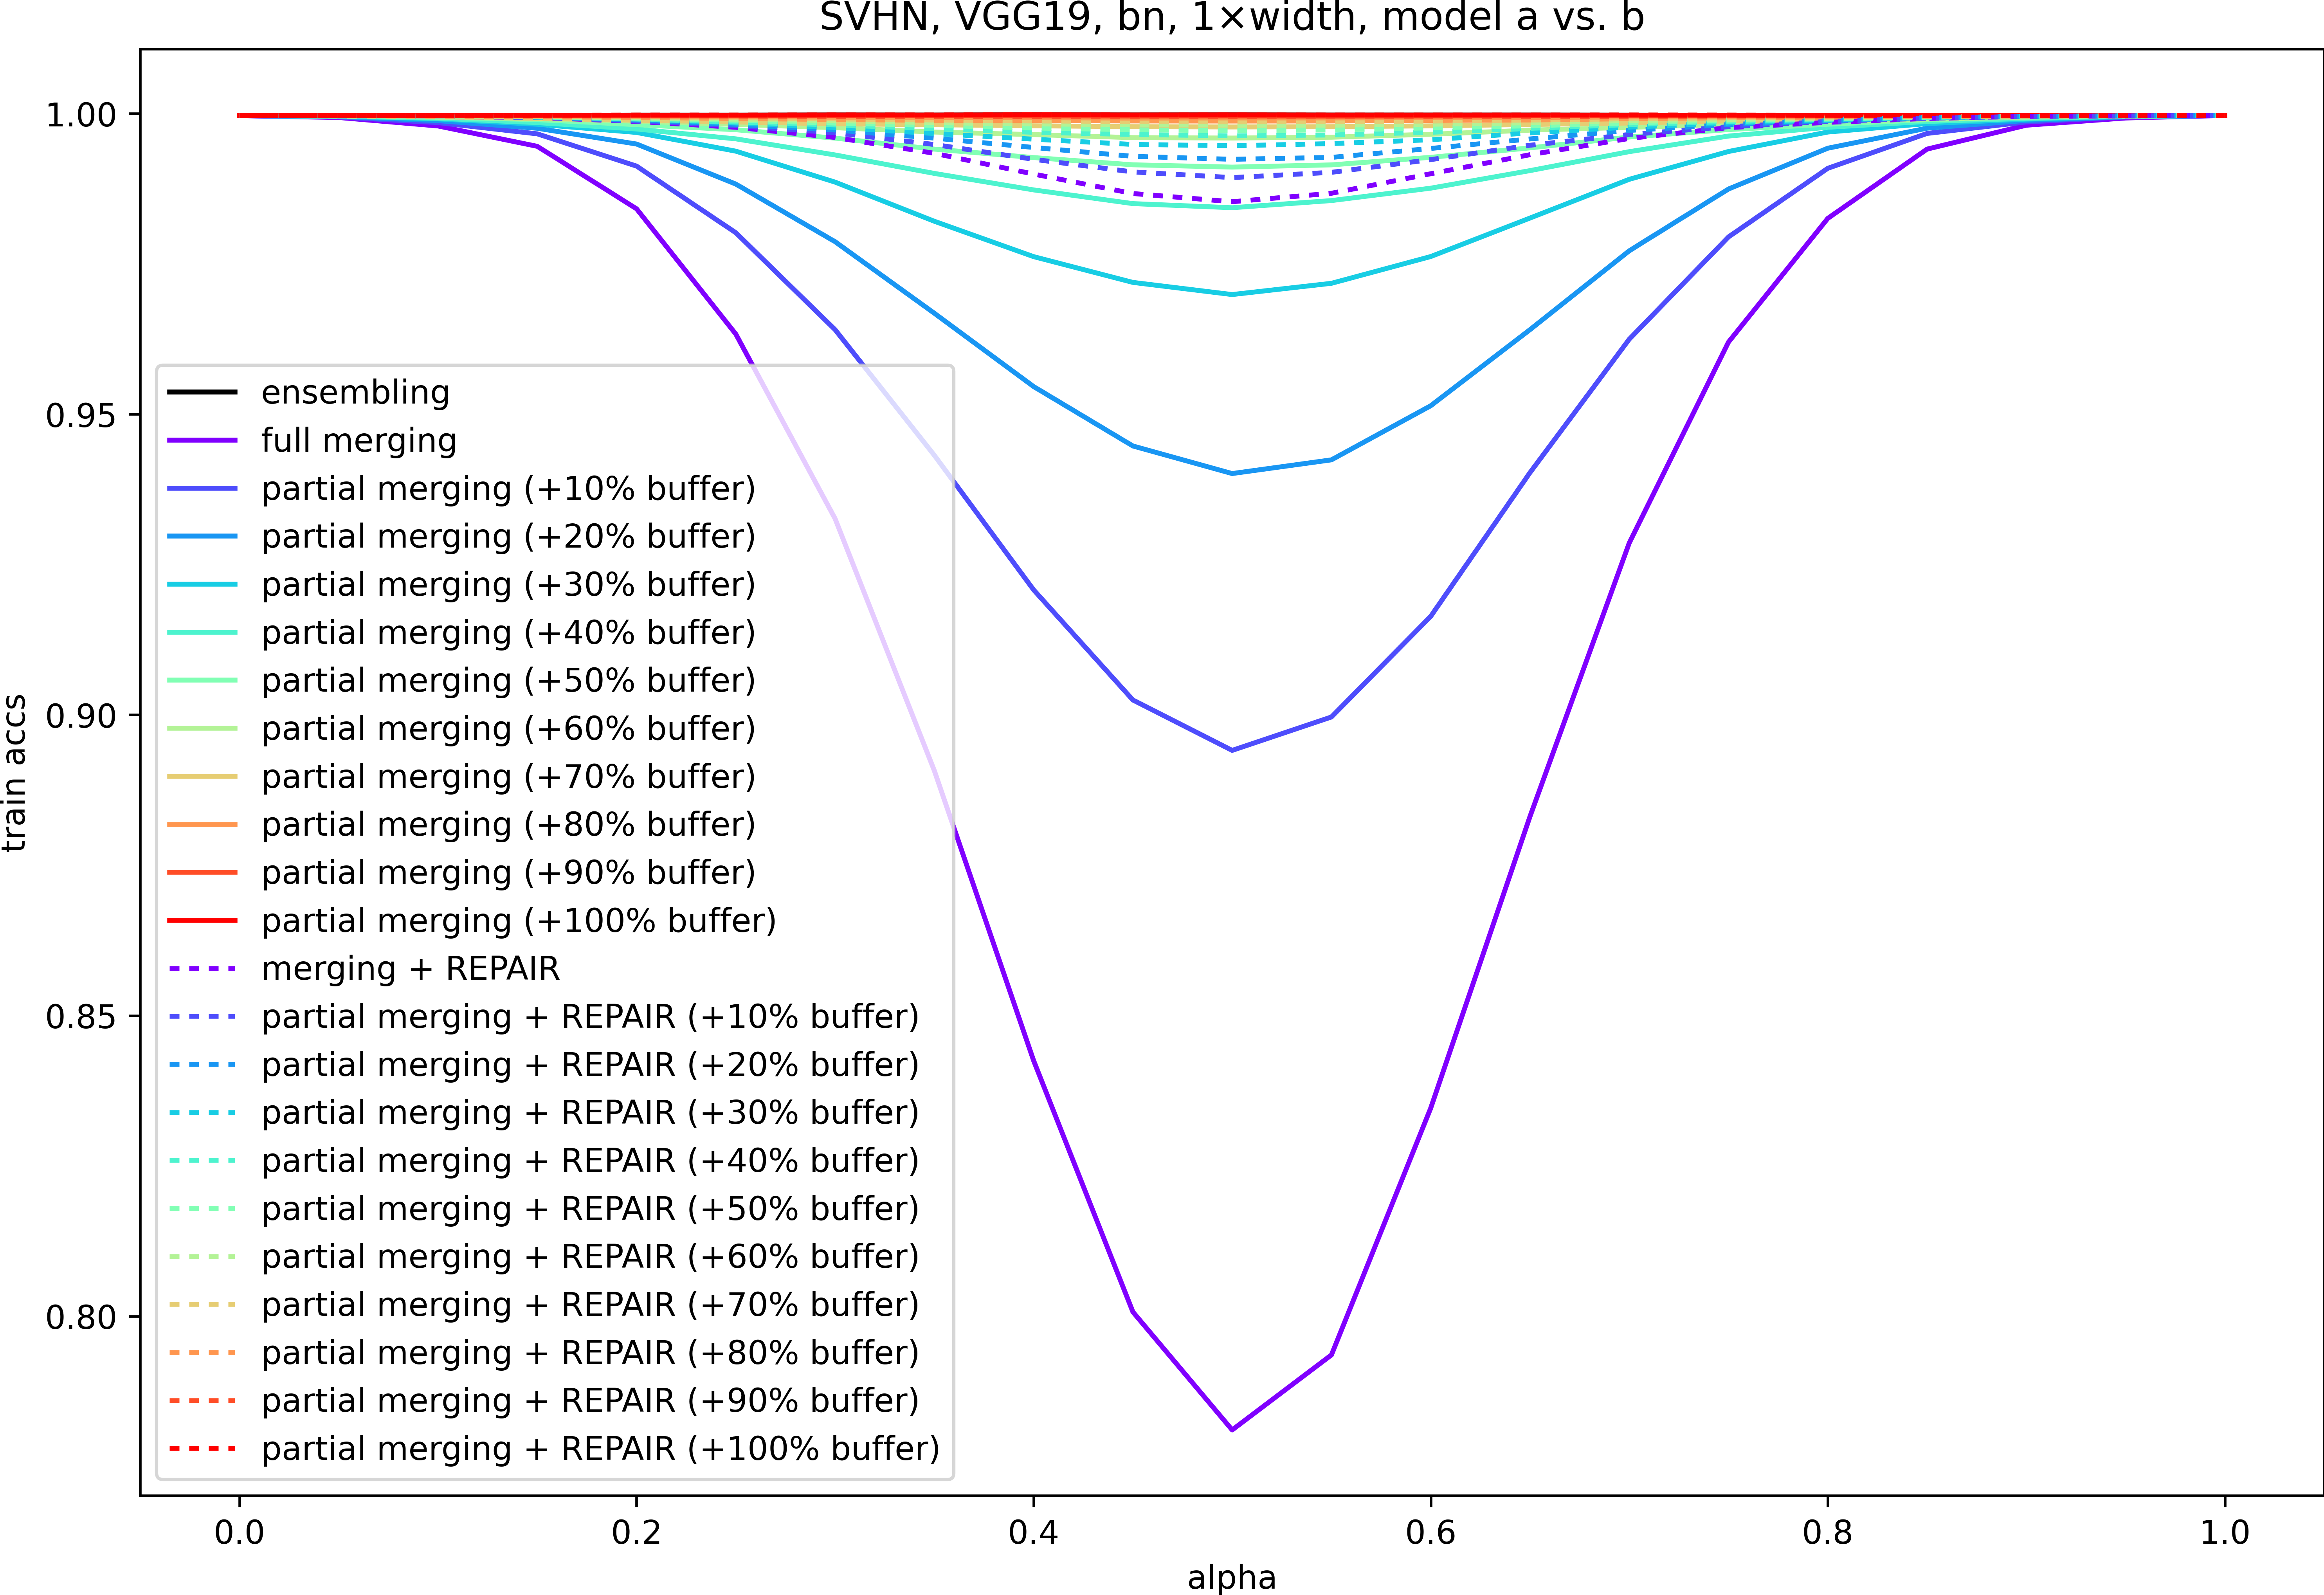 SVHN, VGG19, bn, 1×width, model a vs. b
1.00
0.95
0.90
0.85
0.80
train accs
ensembling
full merging
partial merging (+10% buffer)
partial merging (+20% buffer)
partial merging (+30% buffer)
partial merging (+40% buffer)
partial merging (+50% buffer)
partial merging (+60% buffer)
partial merging (+70% buffer)
partial merging (+80% buffer)
partial merging (+90% buffer)
partial merging (+100% buffer)
merging + REPAIR
partial merging + REPAIR (+10% buffer)
partial merging + REPAIR (+20% buffer)
partial merging + REPAIR (+30% buffer)
partial merging + REPAIR (+40% buffer)
partial merging + REPAIR (+50% buffer)
partial merging + REPAIR (+60% buffer)
partial merging + REPAIR (+70% buffer)
partial merging + REPAIR (+80% buffer)
partial merging + REPAIR (+90% buffer)
partial merging + REPAIR (+100% buffer)
0.0 0.2 0.4 0.6 0.8 1.0
alpha